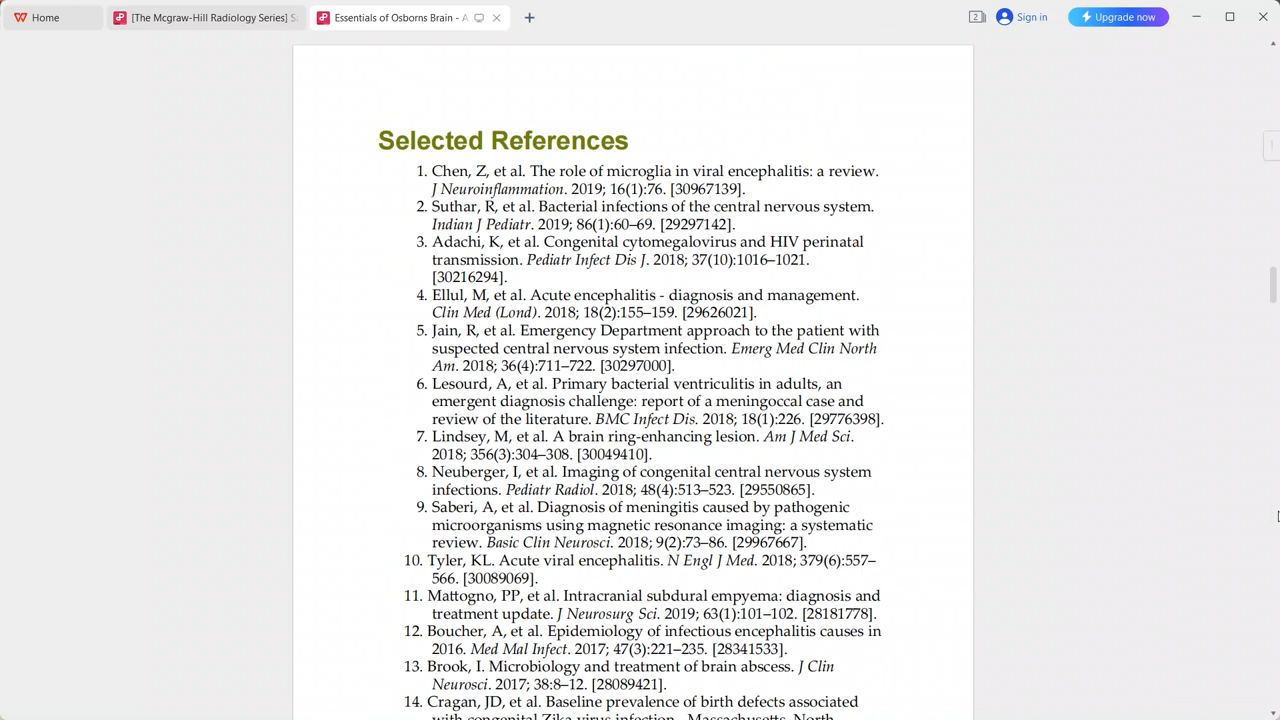 Home
[The Mcgraw-Hill Radiology Series] S
Essentials of Osborns Brain - A
2
Sign in
Upgrade now
Selected References
1. Chen, Z, et al. The role of microglia in viral encephalitis: a review.
J Neuroinflammation. 2019; 16(1):76. [30967139].
2. Suthar, R, et al. Bacterial infections of the central nervous system.
Indian J Pediatr. 2019; 86(1):60–69. [29297142].
3. Adachi, K, et al. Congenital cytomegalovirus and HIV perinatal
transmission. Pediatr Infect Dis J. 2018; 37(10):1016–1021.
[30216294].
4. Ellul, M, et al. Acute encephalitis - diagnosis and management.
Clin Med (Lond). 2018; 18(2):155–159. [29626021].
5. Jain, R, et al. Emergency Department approach to the patient with
suspected central nervous system infection. Emerg Med Clin North
Am. 2018; 36(4):711–722. [30297000].
6. Lesourd, A, et al. Primary bacterial ventriculitis in adults, an
emergent diagnosis challenge: report of a meningoccal case and
review of the literature. BMC Infect Dis. 2018; 18(1):226. [29776398].
7. Lindsey, M, et al. A brain ring-enhancing lesion. Am J Med Sci.
2018; 356(3):304–308. [30049410].
8. Neuberger, I, et al. Imaging of congenital central nervous system
infections. Pediatr Radiol. 2018; 48(4):513–523. [29550865].
9. Saberi, A, et al. Diagnosis of meningitis caused by pathogenic
microorganisms using magnetic resonance imaging: a systematic
review. Basic Clin Neurosci. 2018; 9(2):73–86. [29967667].
10. Tyler, KL. Acute viral encephalitis. N Engl J Med. 2018; 379(6):557–
566. [30089069].
11. Mattogno, PP, et al. Intracranial subdural empyema: diagnosis and
treatment update. J Neurosurg Sci. 2019; 63(1):101–102. [28181778].
12. Boucher, A, et al. Epidemiology of infectious encephalitis causes in
2016. Med Mal Infect. 2017; 47(3):221–235. [28341533].
13. Brook, I. Microbiology and treatment of brain abscess. J Clin
Neurosci. 2017; 38:8–12. [28089421].
14. Cragan, JD, et al. Baseline prevalence of birth defects associated
with congenital Zika virus infection - Massachusetts, North